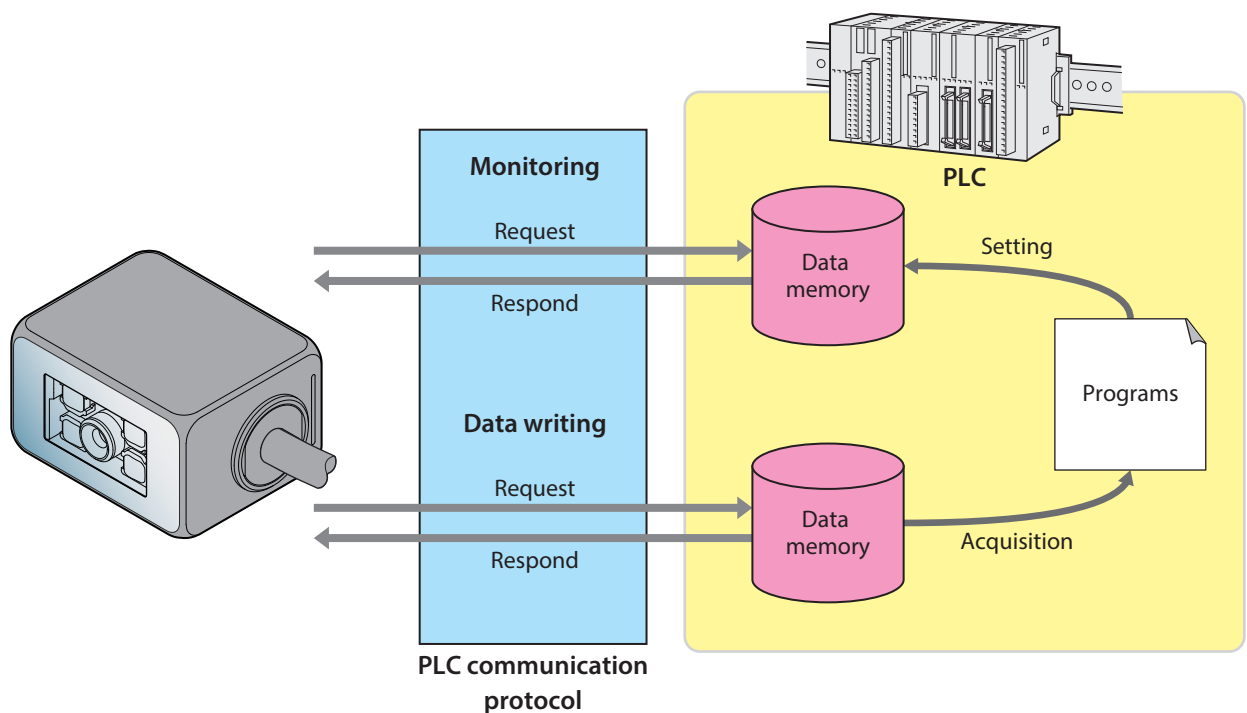 PLC
Monitoring
Request
Respond
Data
memory
Setting
Programs
Data writing
Request
Respond
Data
memory
Acquisition
PLC communication
protocol